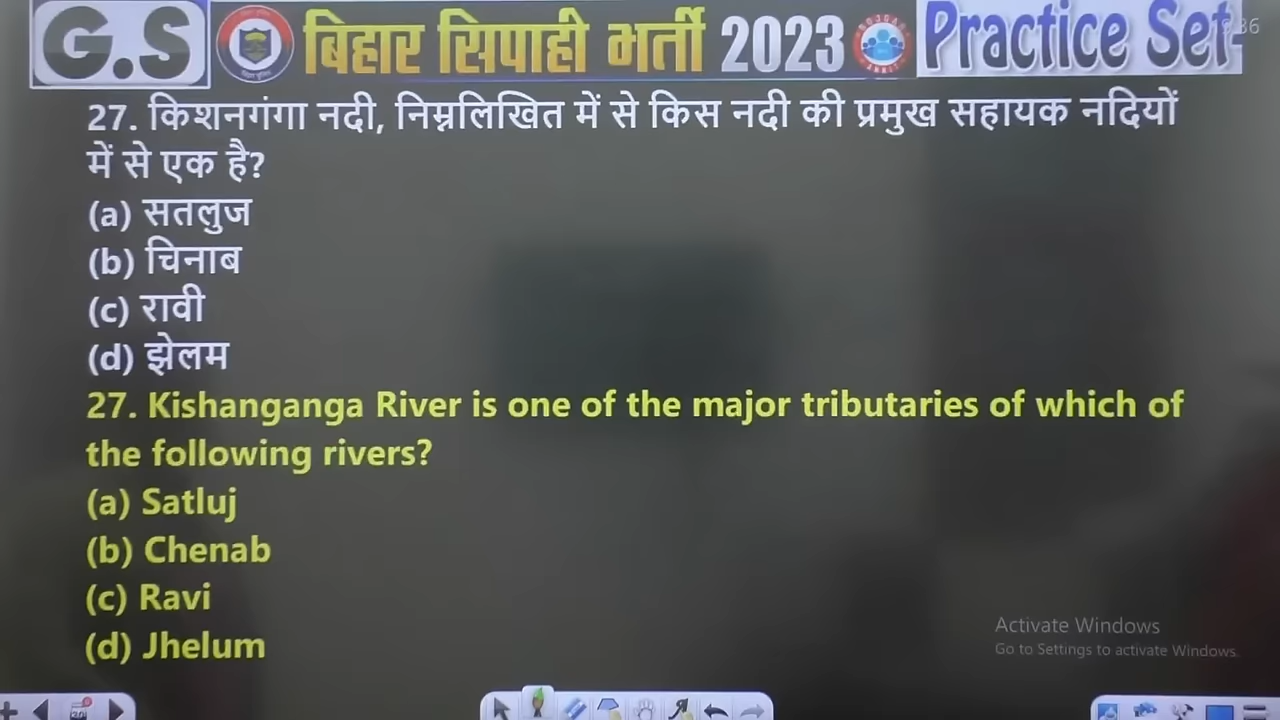 G.S
बिहार सिपाही भर्ती 2023
Practice Set-
27. किशनगंगा नदी, निम्नलिखित में से किस नदी की प्रमुख सहायक नदियों
में से एक है?
(a) सतलुज
(b) चिनाब
(c) रावी
(d) झेलम
27. Kishanganga River is one of the major tributaries of which of
the following rivers?
(a) Satluj
(b) Chenab
(c) Ravi
(d) Jhelum
Activate Windows
Go to Settings to activate Windows.